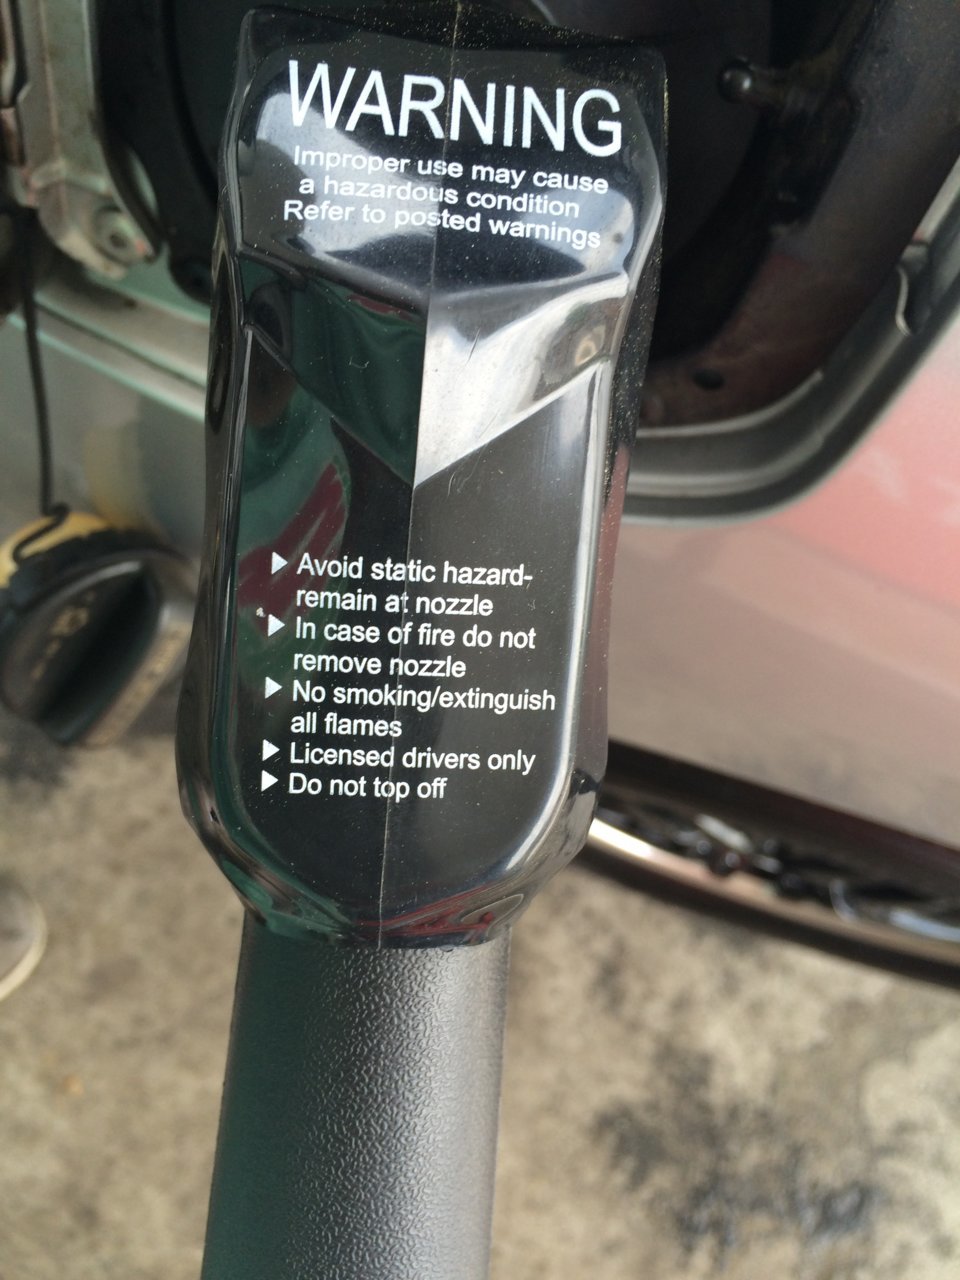 WARNING
Improper use may cause
a hazardous condition
Refer to posted warnings
Avoid static hazard-
remain at nozzle
In case of fire do not
remove nozzle
No smoking/extinguish
all flames
Licensed drivers only
Do not top off